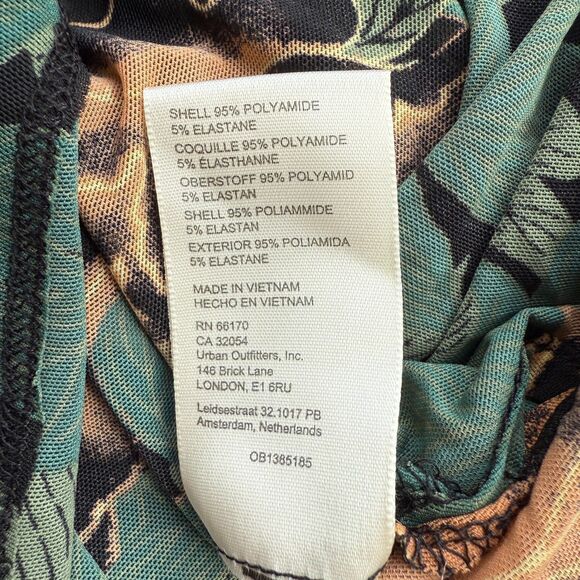 SHELL 95% POLYAMIDE
5% ELASTANE
COQUILLE 95% POLYAMIDE
5% ÉLASTHANNE
OBERSTOFF 95% POLYAMID
5% ELASTAN
SHELL 95% POLIAMMIDE
5% ELASTAN
EXTERIOR 95% POLIAMIDA
5% ELASTANE
MADE IN VIETNAM
HECHO EN VIETNAM
RN 66170
CA 32054
Urban Outfitters, Inc.
146 Brick Lane
LONDON, E1 6RU
Leidsestraat 32.1017 PB
Amsterdam, Netherlands
OB1385185